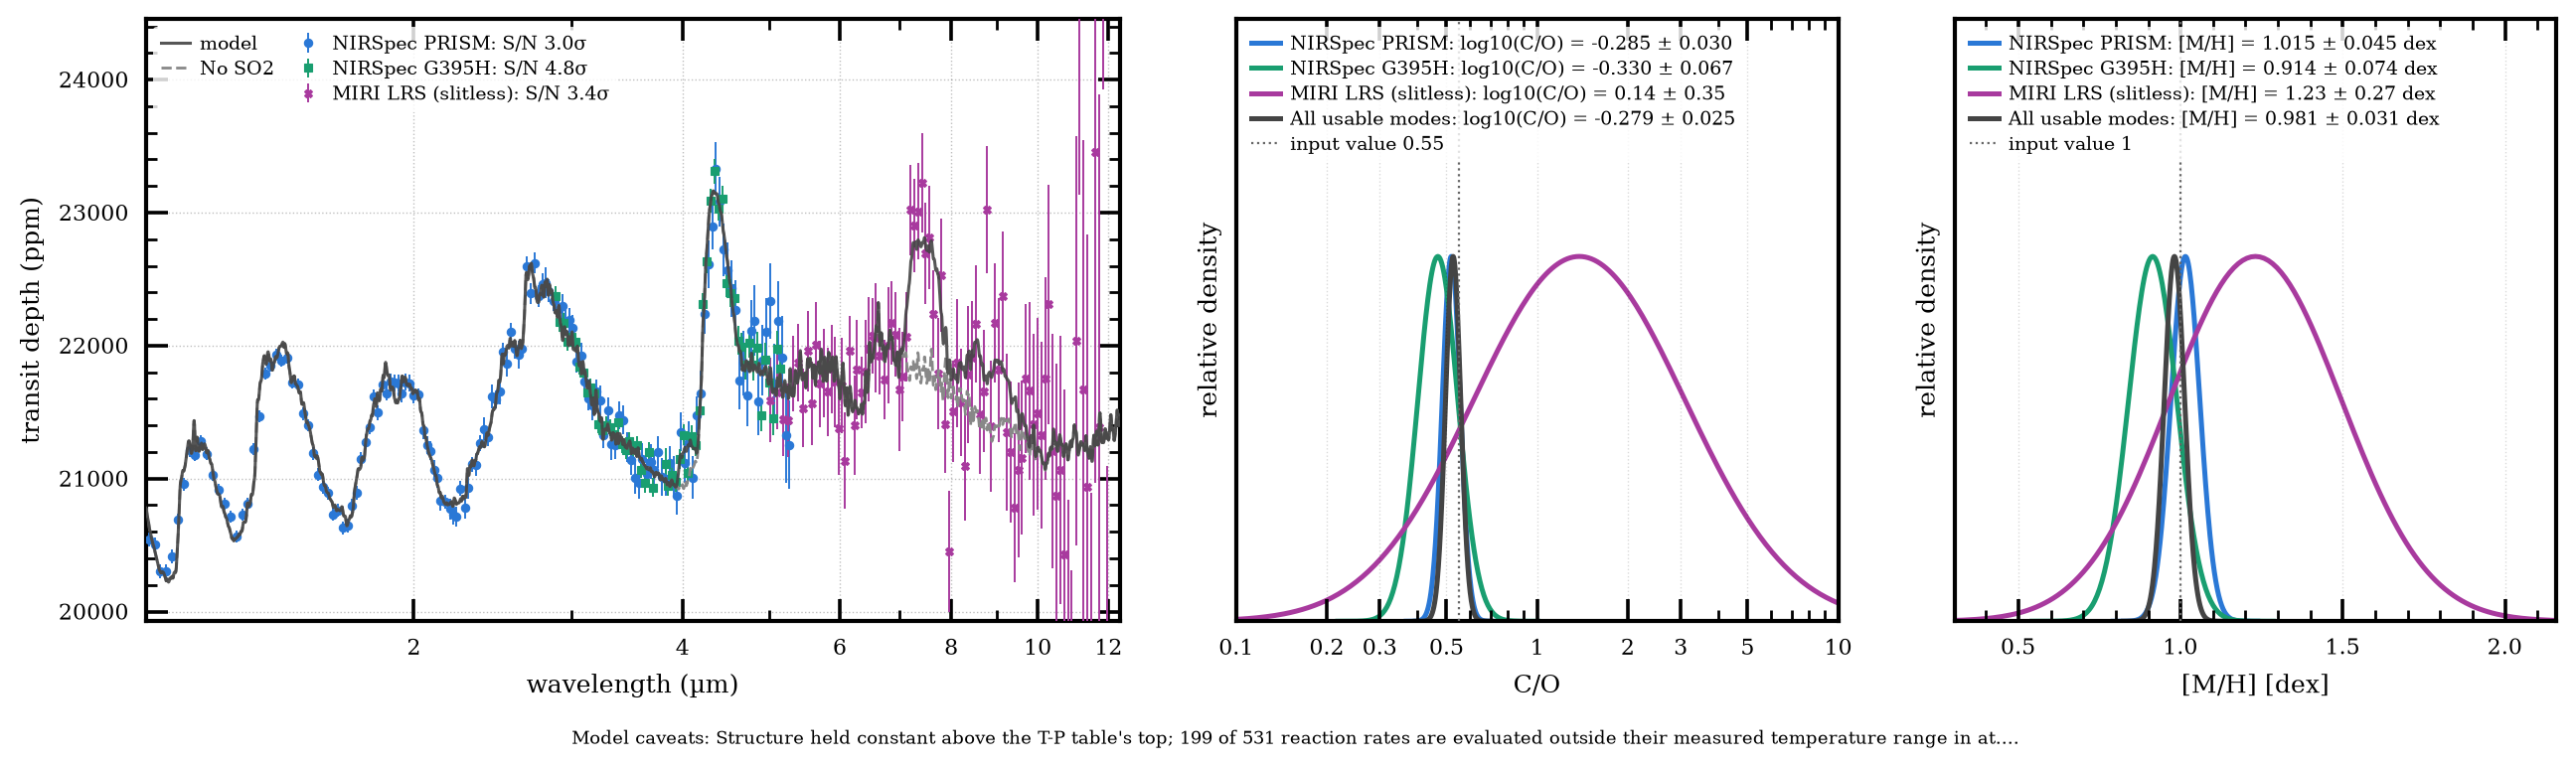 model
No SO2
NIRSpec PRISM: S/N 3.0σ
NIRSpec G395H: S/N 4.8σ
MIRI LRS (slitless): S/N 3.4σ
24000
23000
22000
21000
20000
transit depth (ppm)
2
4
6
8
10
12
wavelength (µm)
NIRSpec PRISM: log10(C/O) = -0.285 ± 0.030
NIRSpec G395H: log10(C/O) = -0.330 ± 0.067
MIRI LRS (slitless): log10(C/O) = 0.14 ± 0.35
All usable modes: log10(C/O) = -0.279 ± 0.025
input value 0.55
relative density
0.1
0.2
0.3
0.5
1
2
3
5
10
C/O
NIRSpec PRISM: [M/H] = 1.015 ± 0.045 dex
NIRSpec G395H: [M/H] = 0.914 ± 0.074 dex
MIRI LRS (slitless): [M/H] = 1.23 ± 0.27 dex
All usable modes: [M/H] = 0.981 ± 0.031 dex
input value 1
relative density
0.5
1.0
1.5
2.0
[M/H] [dex]
Model caveats: Structure held constant above the T-P table's top; 199 of 531 reaction rates are evaluated outside their measured temperature range in at....